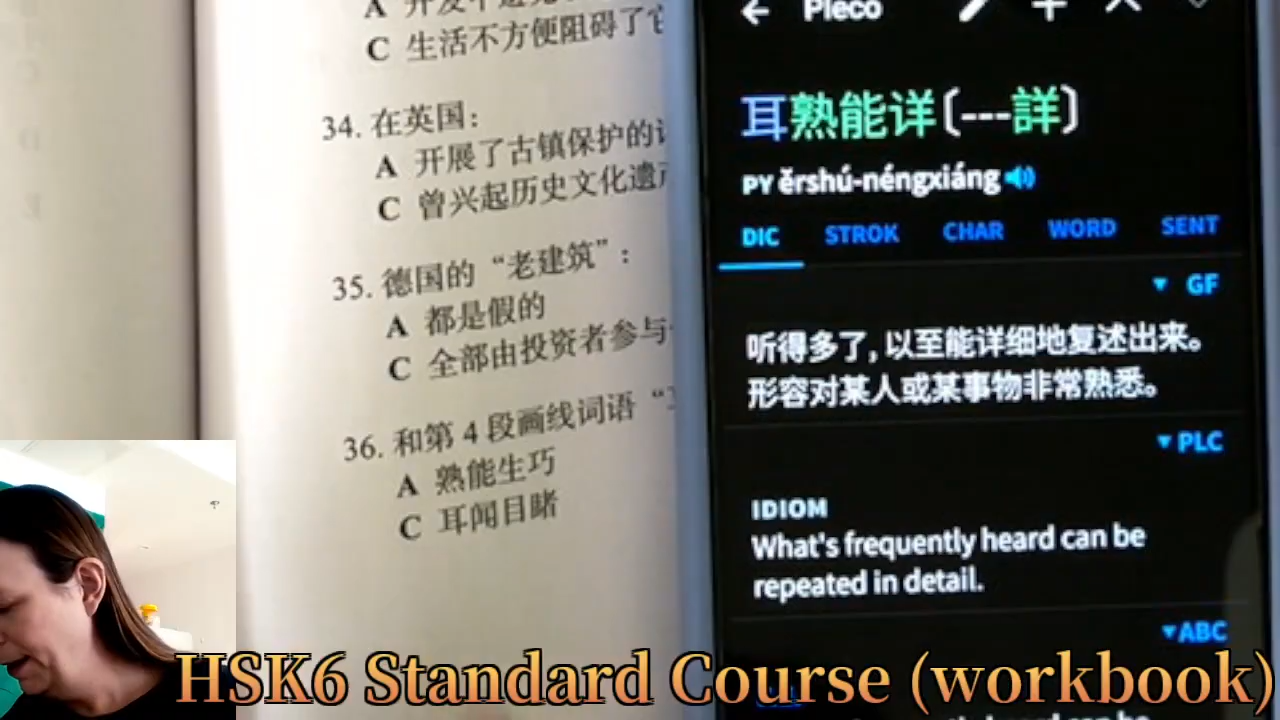 C 生活不方便阻碍了
34. 在英国：
A 开展了古镇保护的
C 曾兴起历史文化遗
35. 德国的“老建筑”：
A 都是假的
C 全部由投资者参与
36. 和第 4 段画线词语“
A 熟能生巧
C 耳闻目睹
Pleco
耳熟能详〔---詳〕
PY ěrshú-néngxiáng
DIC STROK CHAR WORD SENT
GF
听得多了，以至能详细地复述出来。
形容对某人或某事物非常熟悉。
PLC
IDIOM
What's frequently heard can be
repeated in detail.
ABC
HSK6 Standard Course (workbook)